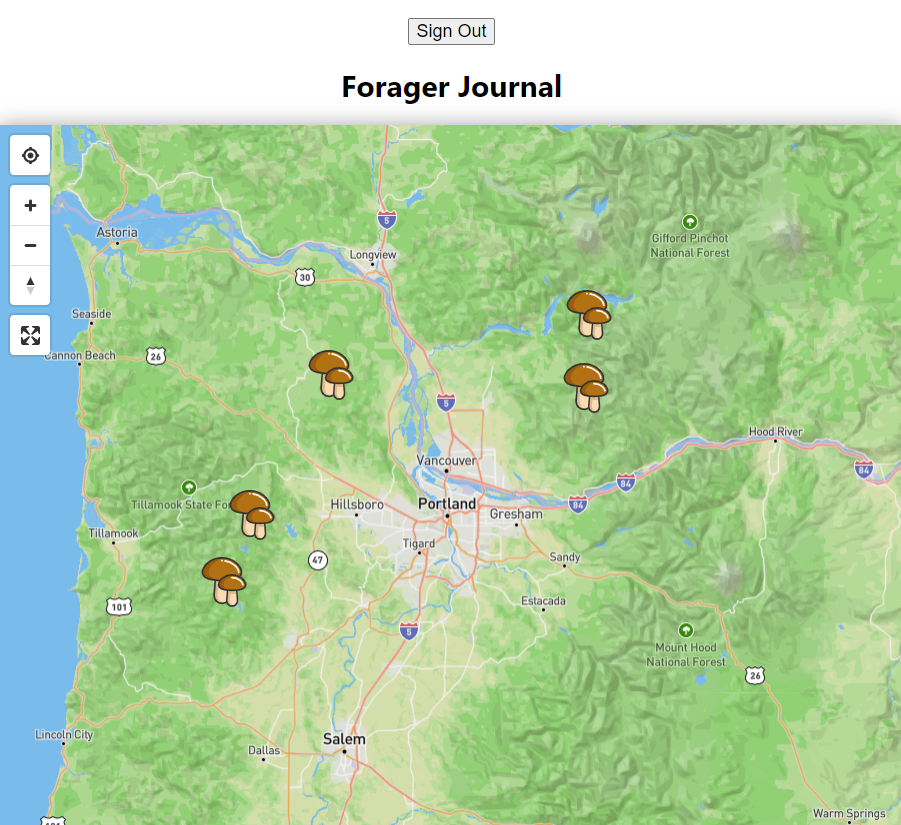 Sign Out
Forager Journal
5
Astoria
Gifford Pinchot
National Forest
Longview
30
Seaside
Cannon Beach
26
5
Hood River
Vancouver
84
84
Tillamook State Fo
Hillsboro
Portland
84
Gresham
Tillamook
Tigard
47
Sandy
101
Estacada
5
Mount Hood
National Forest
26
Lincoln City
Salem
Dallas
Warm Springs